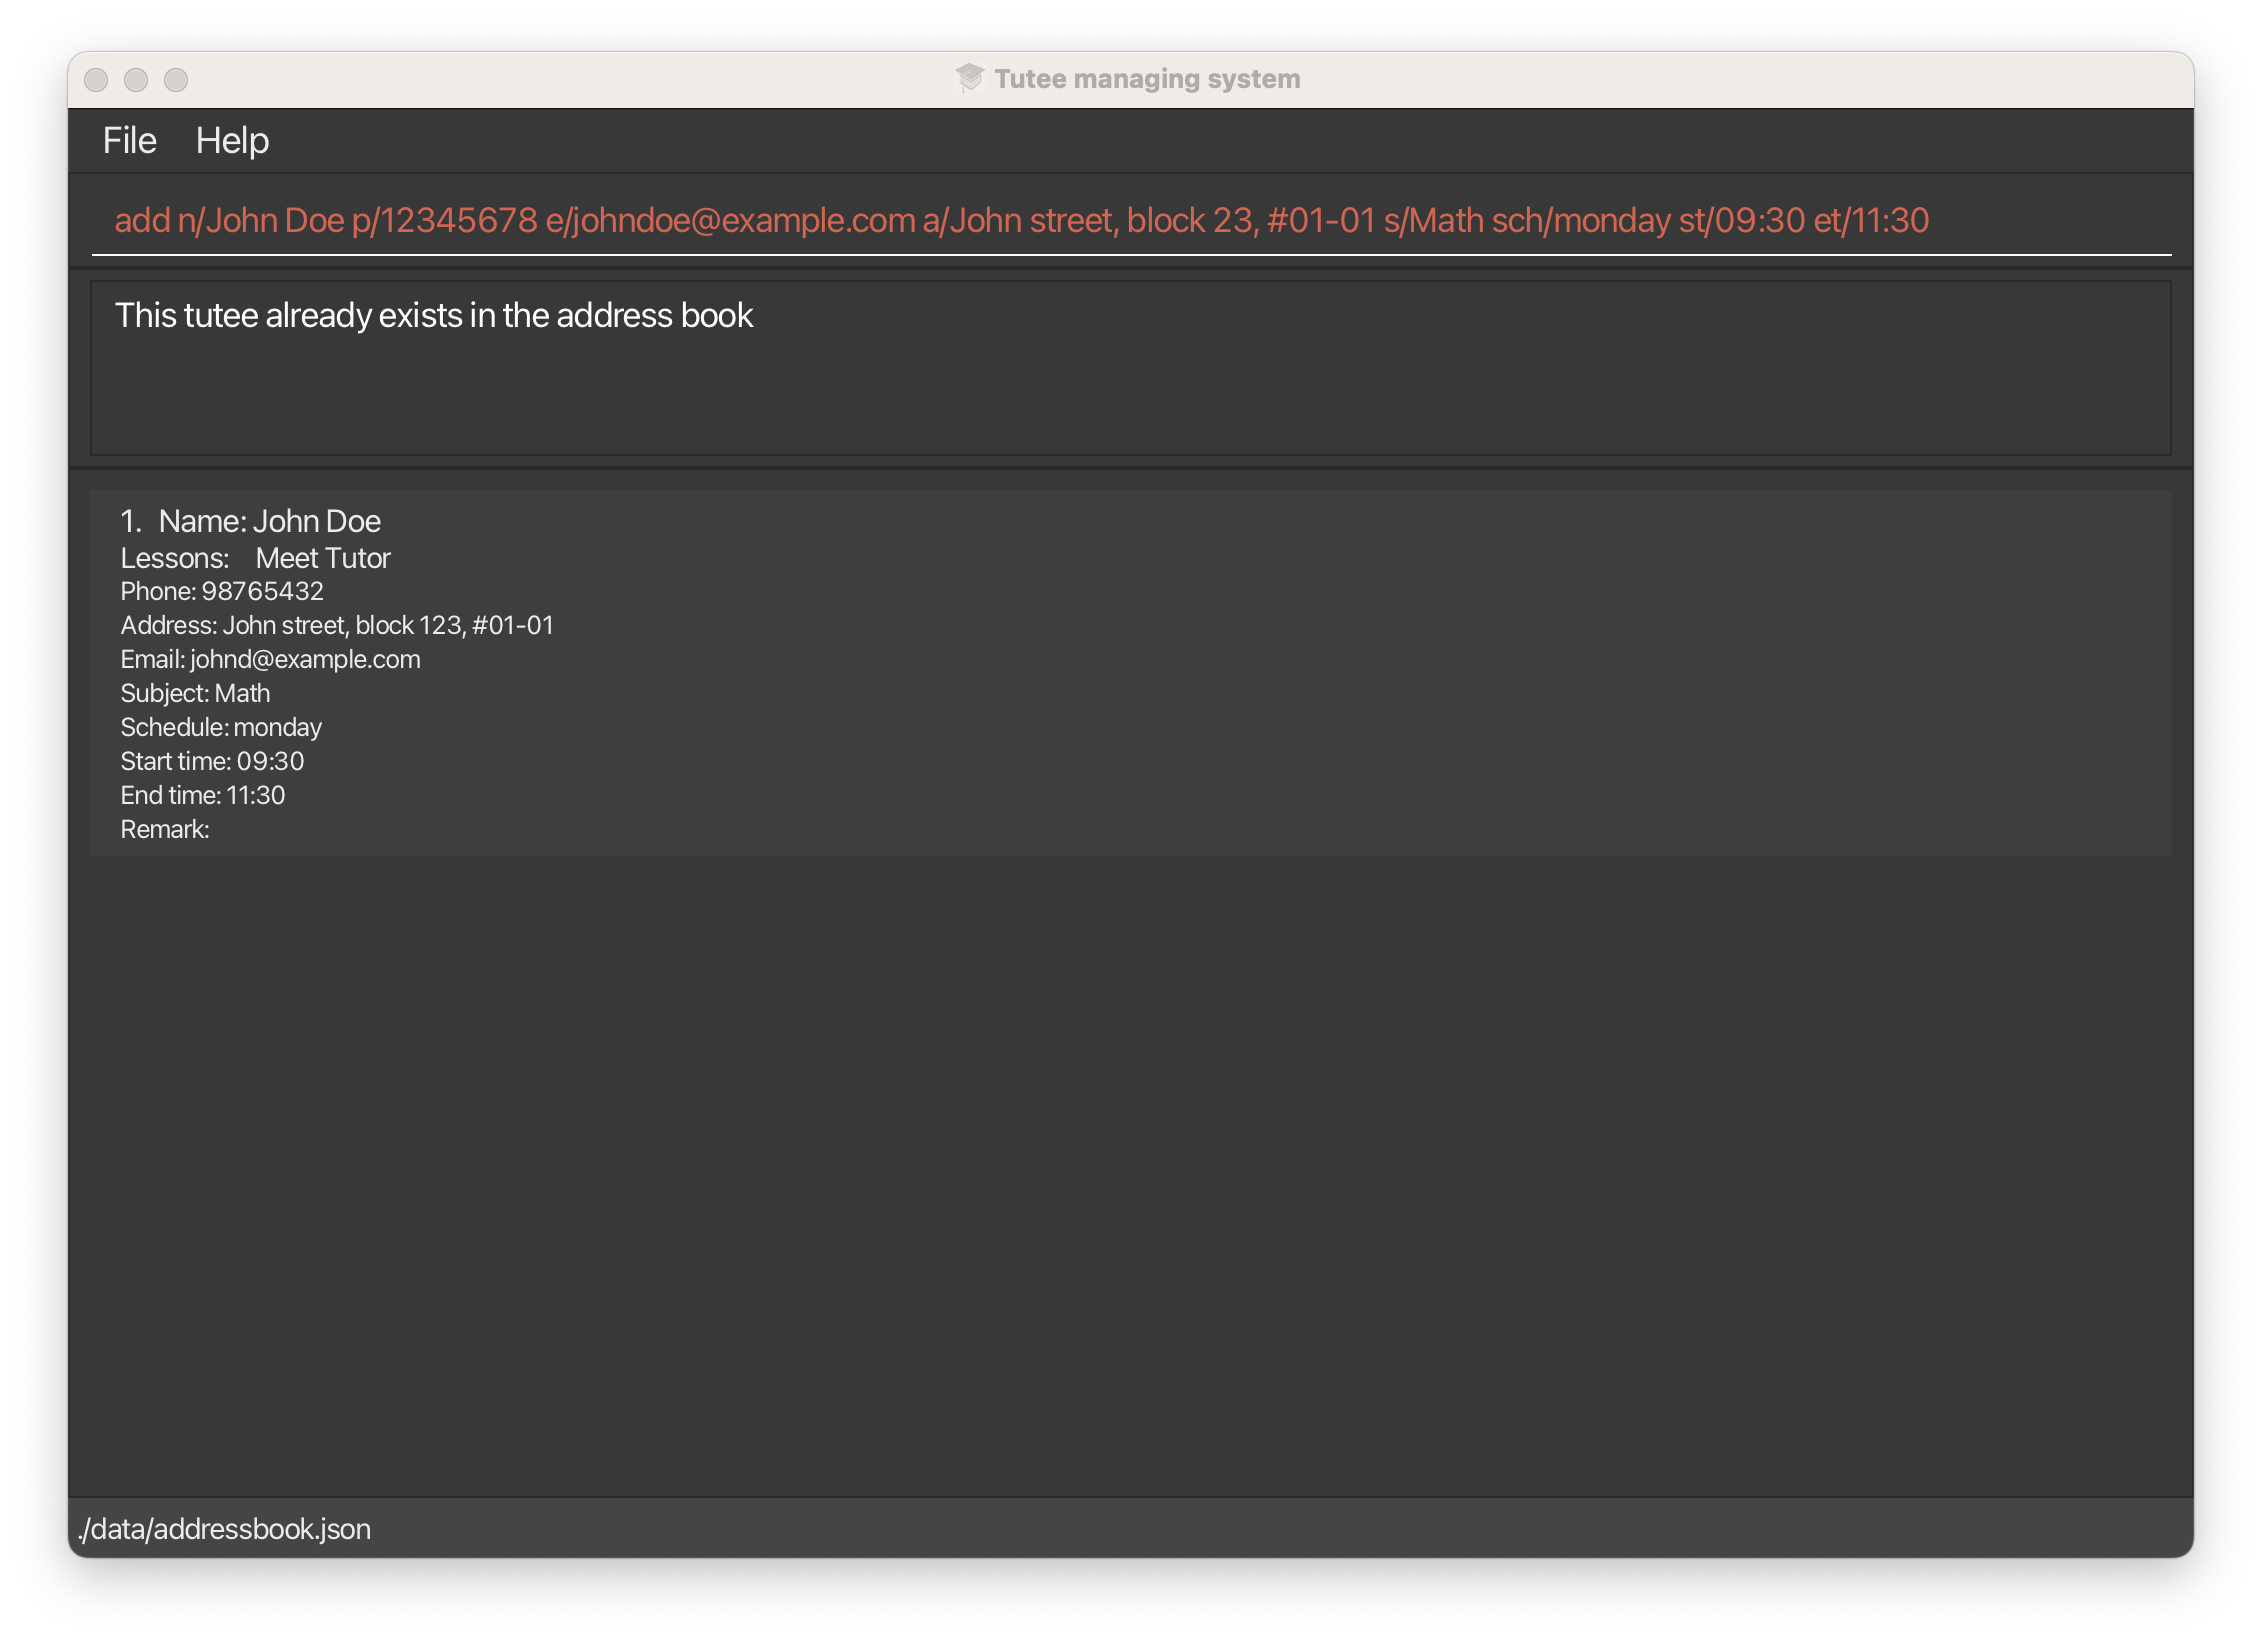 Tutee managing system
File Help
add n/John Doe p/12345678 e/johndoe@example.com a/John street, block 23, #01-01 s/Math sch/monday st/09:30 et/11:30
This tutee already exists in the address book
1. Name: John Doe
Lessons: Meet Tutor
Phone: 98765432
Address: John street, block 123, #01-01
Email: johnd@example.com
Subject: Math
Schedule: monday
Start time: 09:30
End time: 11:30
Remark:
./data/addressbook.json